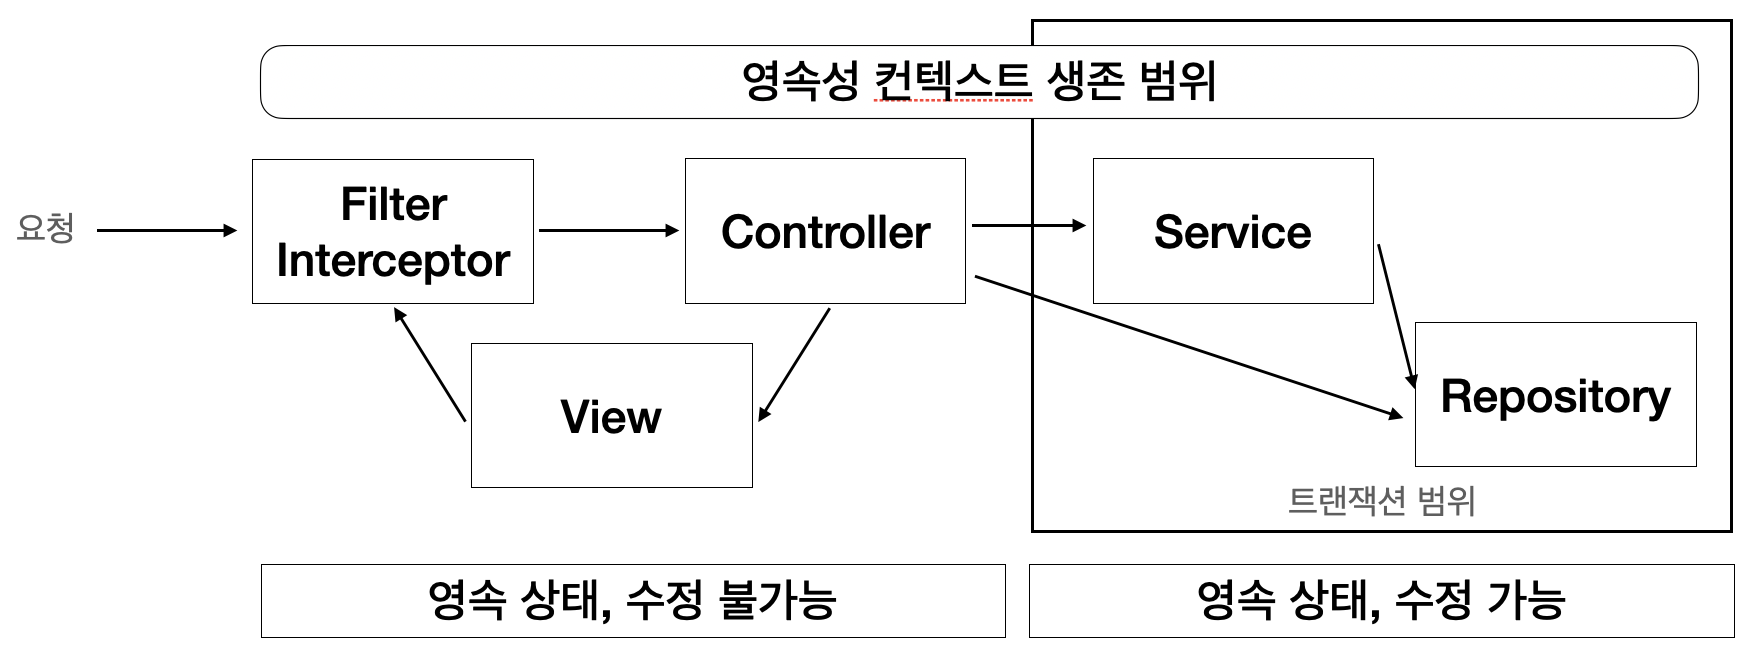 영속성 컨텍스트 생존 범위
요청
Filter
Interceptor
Controller
Service
View
Repository
트랜잭션 범위
영속 상태, 수정 불가능
영속 상태, 수정 가능